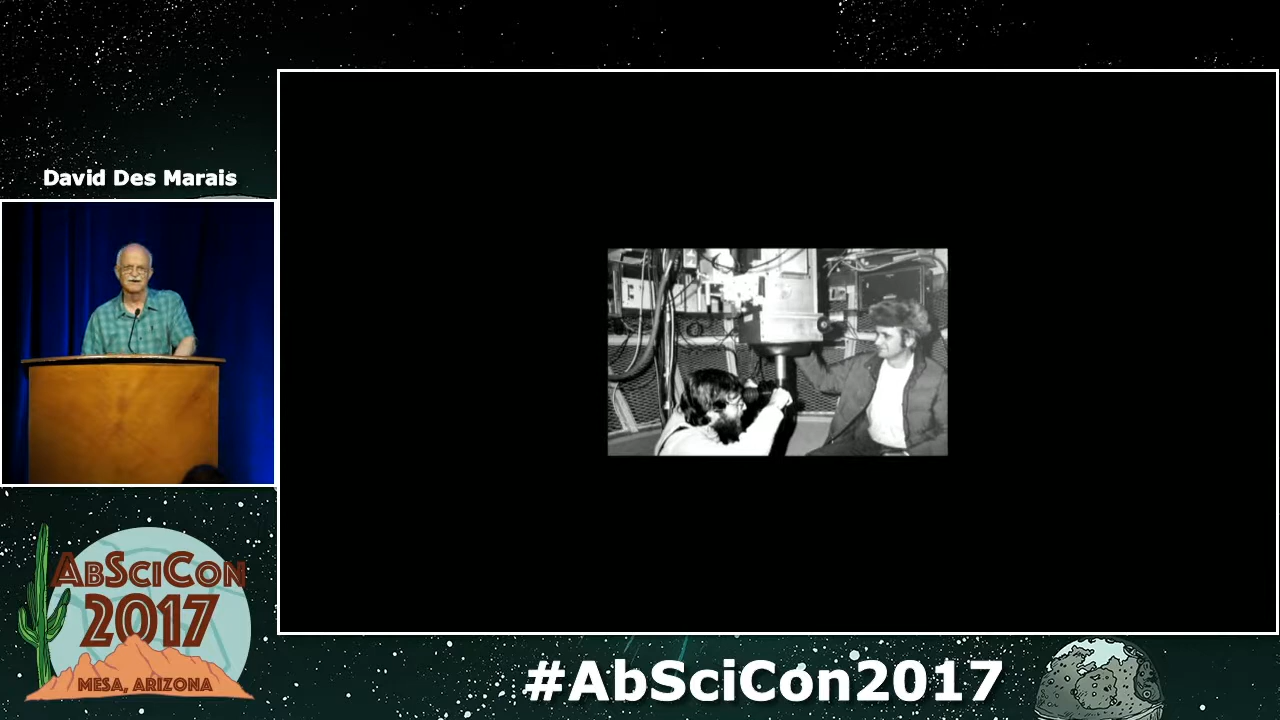 David Des Marais
AbSciCon
2017
MESA, ARIZONA
#AbSciCon2017